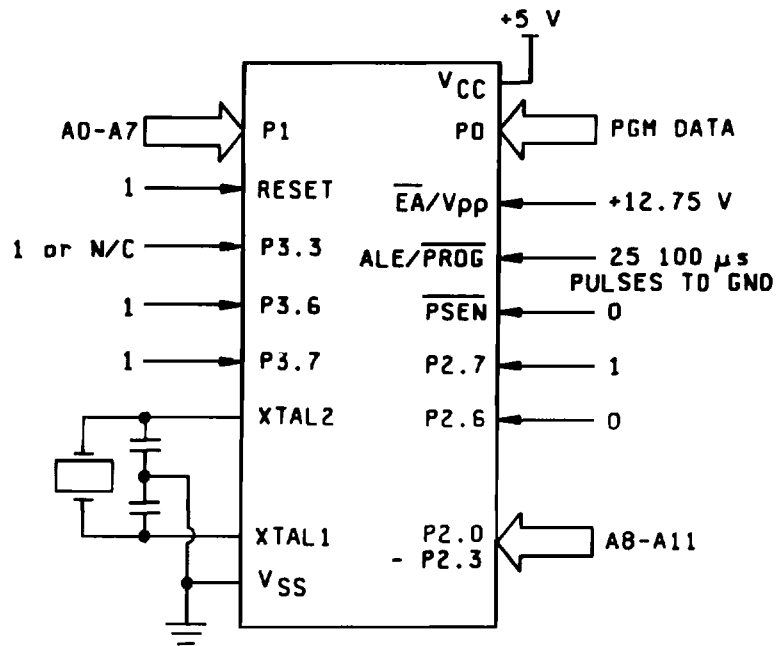 +5 V
VCC
A0-A7
P1
P0
PGM DATA
1
RESET
EA/Vpp
+12.75 V
1 or N/C
P3.3
ALE/PROG
25 100 μs
PULSES TO GND
1
P3.6
PSEN
0
1
P3.7
P2.7
1
XTAL2
P2.6
0
XTAL1
P2.0
- P2.3
A8-A11
VSS